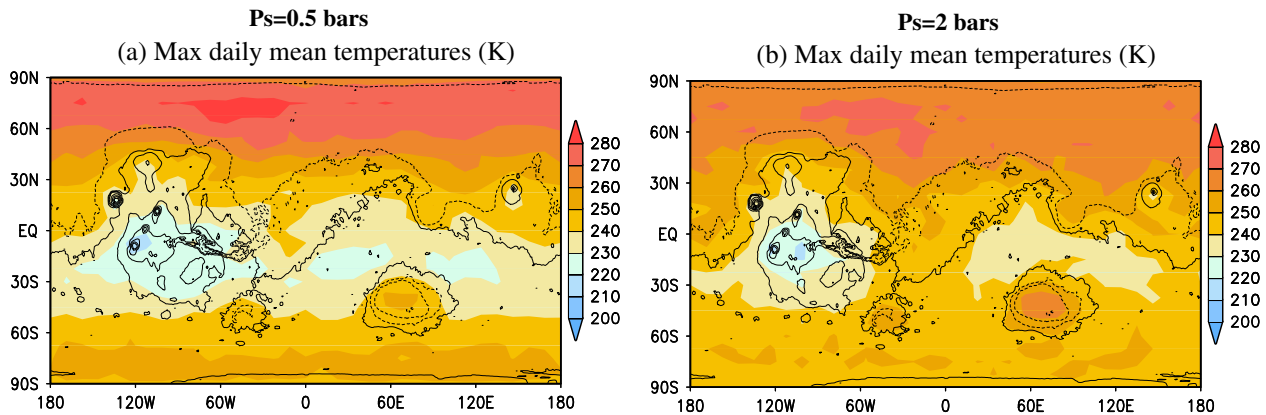 Ps=0.5 bars
(a) Max daily mean temperatures (K)
90N
60N
30N
EQ
30S
60S
90S
180 120W 60W 0 60E 120E 180
280
270
260
250
240
230
220
210
200
Ps=2 bars
(b) Max daily mean temperatures (K)
90N
60N
30N
EQ
30S
60S
90S
180 120W 60W 0 60E 120E 180
280
270
260
250
240
230
220
210
200